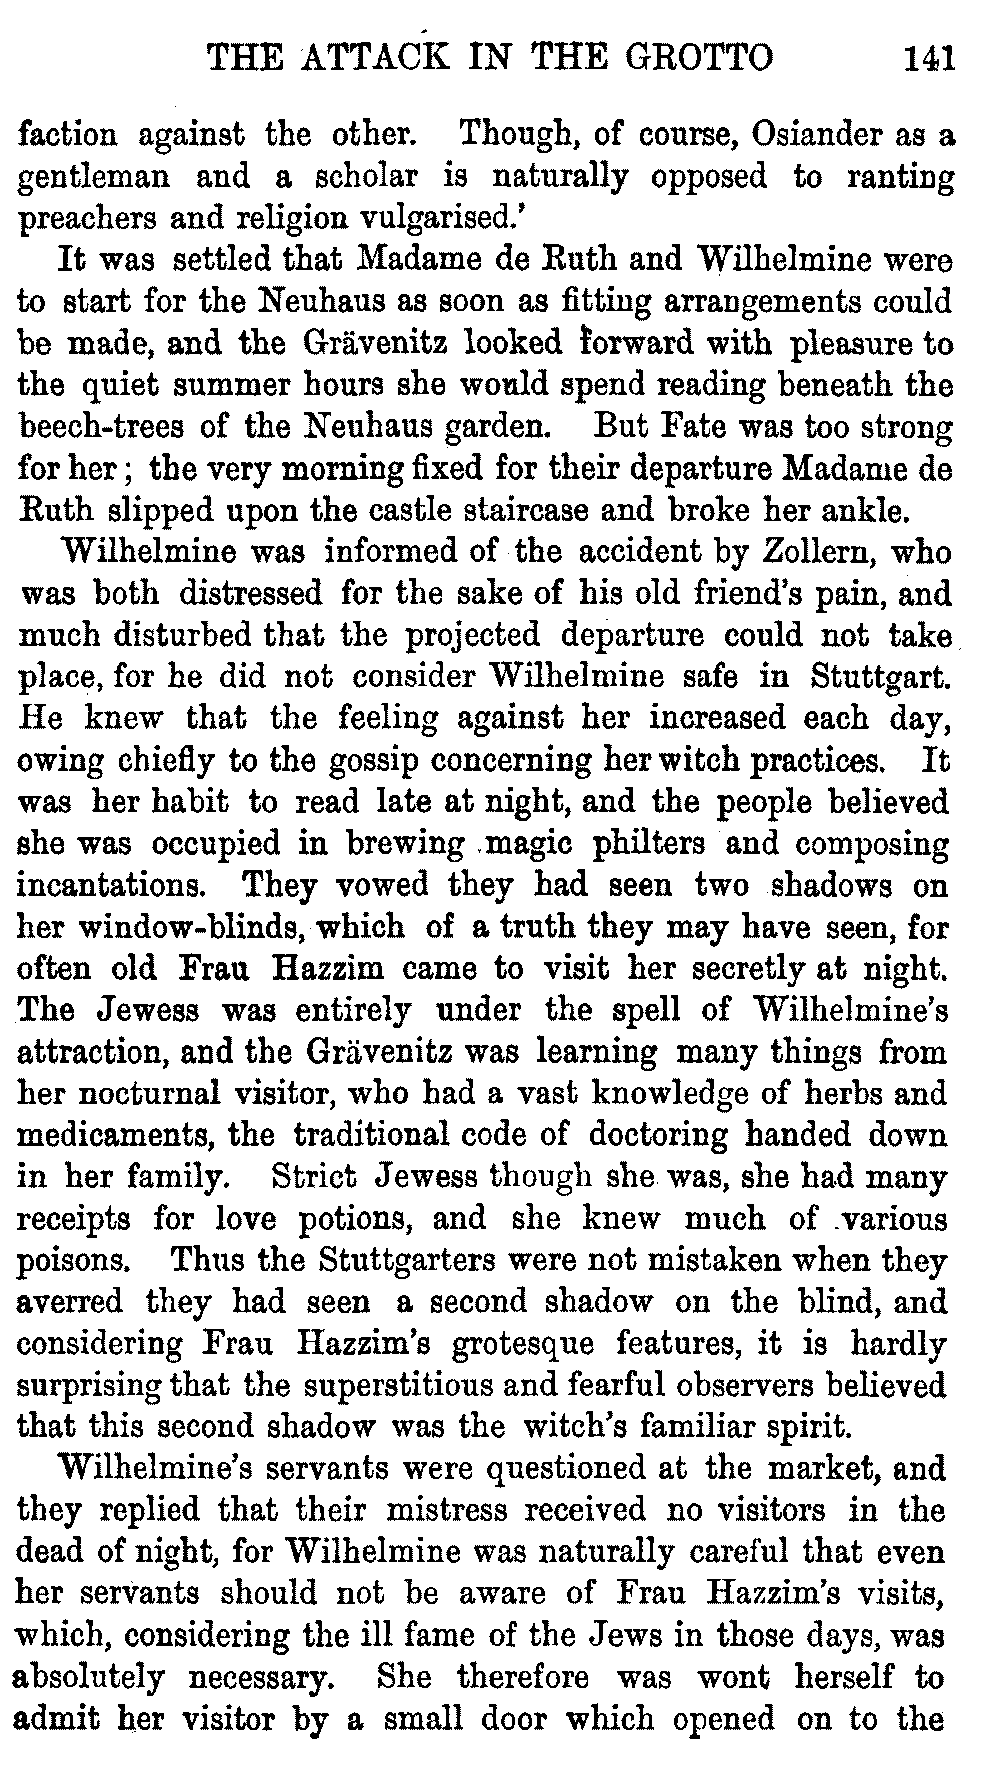 THE ATTACK IN THE GROTTO 141
faction against the other. Though, of course, Osiander as a
gentleman and a scholar is naturally opposed to ranting
preachers and religion vulgarised.'
It was settled that Madame de Ruth and Wilhelmine were
to start for the Neuhaus as soon as fitting arrangements could
be made, and the Grävenitz looked forward with pleasure to
the quiet summer hours she would spend reading beneath the
beech-trees of the Neuhaus garden. But Fate was too strong
for her; the very morning fixed for their departure Madame de
Ruth slipped upon the castle staircase and broke her ankle.
Wilhelmine was informed of the accident by Zollern, who
was both distressed for the sake of his old friend's pain, and
much disturbed that the projected departure could not take
place, for he did not consider Wilhelmine safe in Stuttgart.
He knew that the feeling against her increased each day,
owing chiefly to the gossip concerning her witch practices. It
was her habit to read late at night, and the people believed
she was occupied in brewing magic philters and composing
incantations. They vowed they had seen two shadows on
her window-blinds, which of a truth they may have seen, for
often old Frau Hazzim came to visit her secretly at night.
The Jewess was entirely under the spell of Wilhelmine's
attraction, and the Grävenitz was learning many things from
her nocturnal visitor, who had a vast knowledge of herbs and
medicaments, the traditional code of doctoring handed down
in her family. Strict Jewess though she was, she had many
receipts for love potions, and she knew much of various
poisons. Thus the Stuttgarters were not mistaken when they
averred they had seen a second shadow on the blind, and
considering Frau Hazzim's grotesque features, it is hardly
surprising that the superstitious and fearful observers believed
that this second shadow was the witch's familiar spirit.
Wilhelmine's servants were questioned at the market, and
they replied that their mistress received no visitors in the
dead of night, for Wilhelmine was naturally careful that even
her servants should not be aware of Frau Hazzim's visits,
which, considering the ill fame of the Jews in those days, was
absolutely necessary. She therefore was wont herself to
admit her visitor by a small door which opened on to the